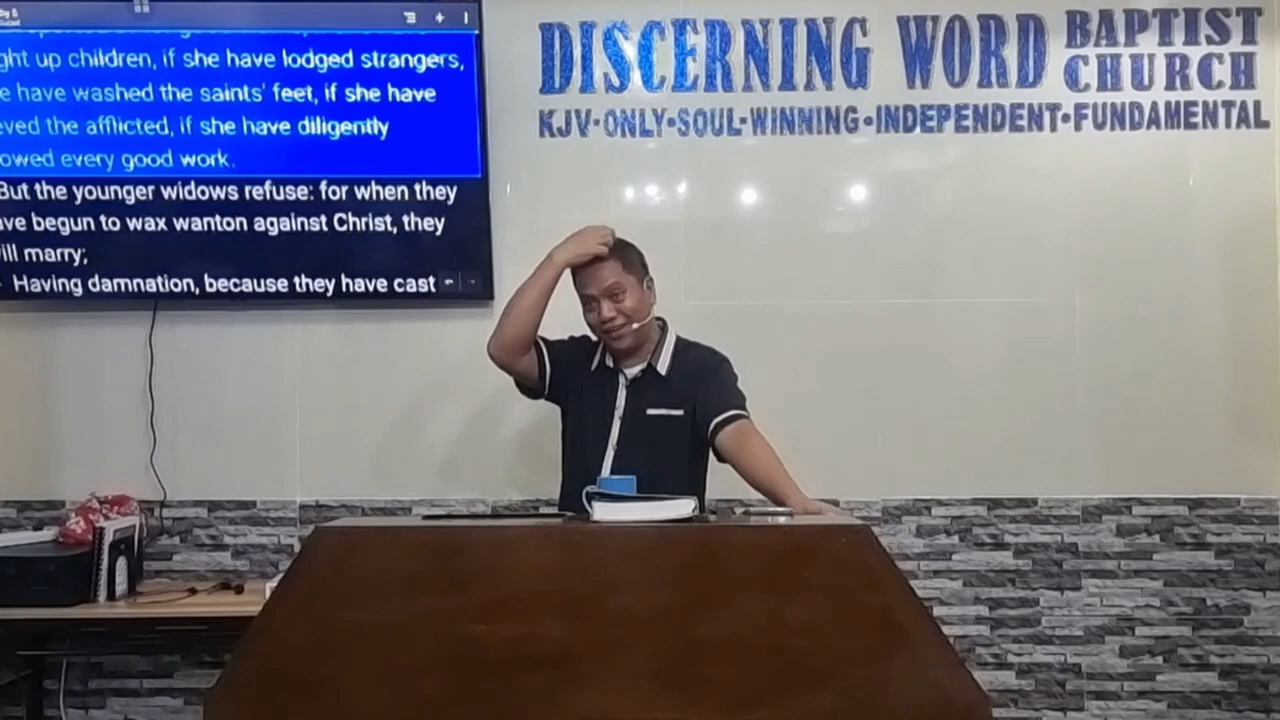 ght up children, if she have lodged strangers,
e have washed the saints' feet, if she have
eved the afflicted, if she have diligently
owed every good work.
But the younger widows refuse: for when they
ave begun to wax wanton against Christ, they
ill marry;
Having damnation, because they have cast
DISCERNING WORD BAPTIST CHURCH
KJV-ONLY•SOUL-WINNING•INDEPENDENT•FUNDAMENTAL